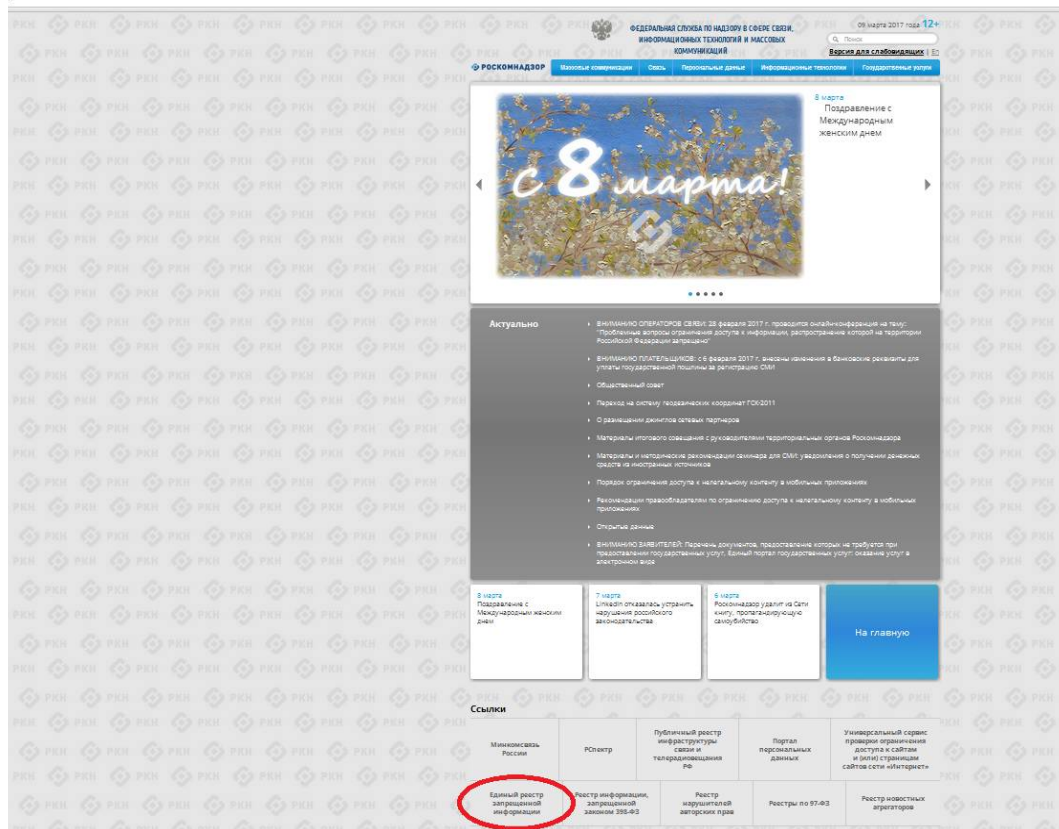 ФЕДЕРАЛЬНАЯ СЛУЖБА ПО НАДЗОРУ В СФЕРЕ СВЯЗИ,
ИНФОРМАЦИОННЫХ ТЕХНОЛОГИЙ И МАССОВЫХ
КОММУНИКАЦИЙ
09 марта 2017 года 12+
Поиск
Версия для слабовидящих | En
РОСКОМНАДЗОР
Массовые коммуникации
Связь
Персональные данные
Информационные технологии
Государственные услуги
с 8 марта!
8 марта
Поздравление с
Международным
женским днем
Актуально
ВНИМАНИЮ ОПЕРАТОРОВ СВЯЗИ: 28 февраля 2017 г. проводится онлайн-конференция на тему:
"Проблемные вопросы ограничения доступа к информации, распространение которой на территории
Российской Федерации запрещено"
ВНИМАНИЮ ПЛАТЕЛЬЩИКОВ: с 6 февраля 2017 г. внесены изменения в банковские реквизиты для
уплаты государственной пошлины за регистрацию СМИ
Общественный совет
Переход на систему геодезических координат ГСК-2011
О размещении джинглов сетевых партнеров
Материалы итогового совещания с руководителями территориальных органов Роскомнадзора
Материалы и методические рекомендации семинара для СМИ: уведомления о получении денежных
средств из иностранных источников
Порядок ограничения доступа к нелегальному контенту в мобильных приложениях
Рекомендации правообладателям по ограничению доступа к нелегальному контенту в мобильных
приложениях
Открытые данные
ВНИМАНИЮ ЗАЯВИТЕЛЕЙ: Перечень документов, предоставление которых не требуется при
предоставлении государственных услуг, Единый портал государственных услуг: оказание услуг в
электронном виде
8 марта
Поздравление с
Международным женским
днем
7 марта
LinkedIn отказалась устранить
нарушения российского
законодательства
6 марта
Роскомнадзор удалит из Сети
книгу, пропагандирующую
самоубийство
На главную
Ссылки
Минкомсвязь
России
РСпектр
Публичный реестр
инфраструктуры
связи и
телерадиовещания
РФ
Портал
персональных
данных
Универсальный сервис
проверки ограничения
доступа к сайтам
и (или) страницам
сайтов сети «Интернет»
Единый реестр
запрещенной
информации
Реестр информации,
запрещенной
законом 398-ФЗ
Реестр
нарушителей
авторских прав
Реестры по 97-ФЗ
Реестр новостных
агрегаторов